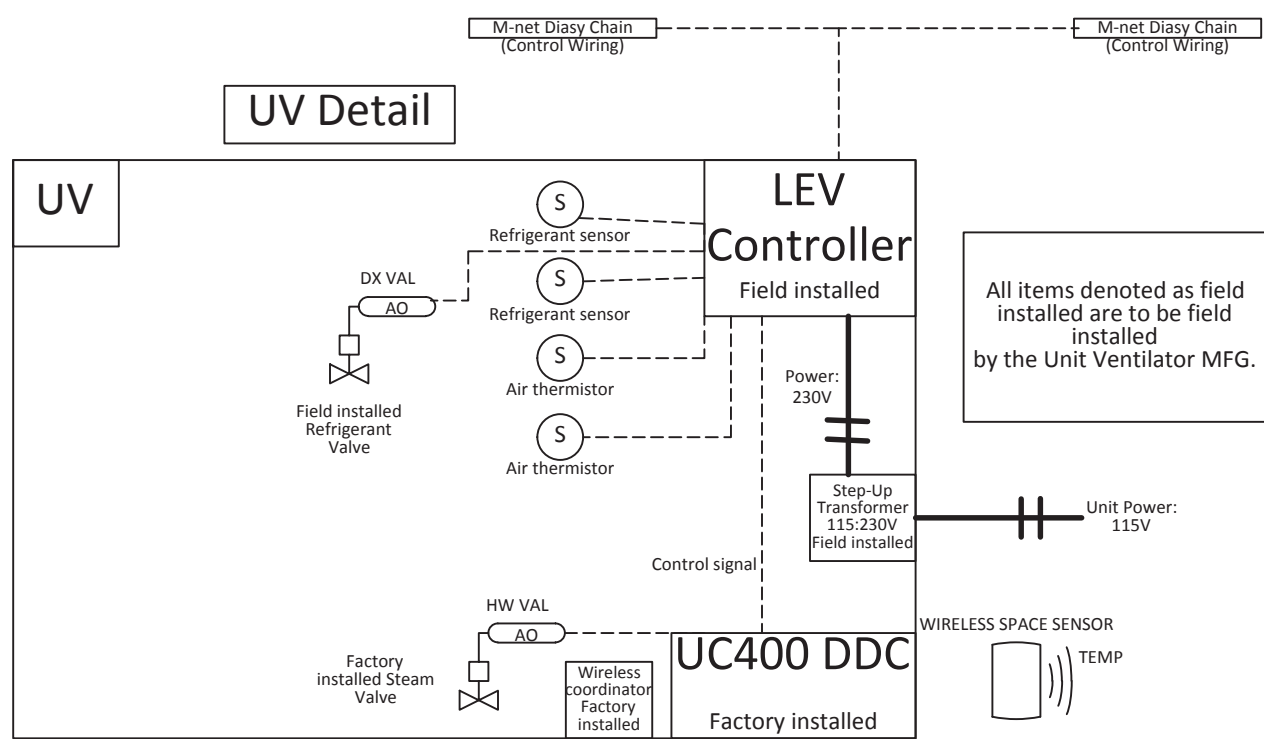 M-net Diasy Chain
(Control Wiring)
M-net Diasy Chain
(Control Wiring)
UV Detail
UV
LEV
Controller
Field installed
S
Refrigerant sensor
DX VAL
AO
S
Refrigerant sensor
S
Air thermistor
S
Air thermistor
Field installed
Refrigerant
Valve
All items denoted as field
installed are to be field
installed
by the Unit Ventilator MFG.
Power:
230V
Step-Up
Transformer
115:230V
Field installed
Unit Power:
115V
Control signal
HW VAL
AO
Factory
installed Steam
Valve
Wireless
coordinator
Factory
installed
UC400 DDC
Factory installed
WIRELESS SPACE SENSOR
TEMP